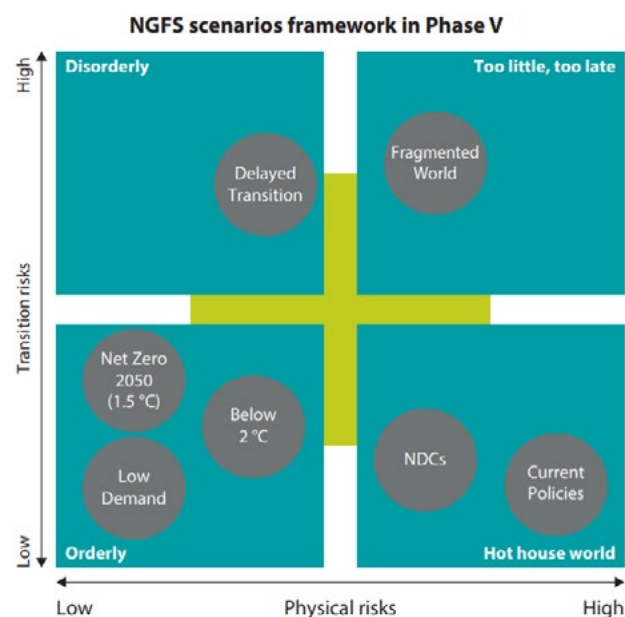 NGFS scenarios framework in Phase V
High
Transition risks
Low
Disorderly
Too little, too late
Delayed
Transition
Fragmented
World
Net Zero
2050
(1.5 °C)
Below
2 °C
Low
Demand
NDCs
Current
Policies
Orderly
Hot house world
Low
Physical risks
High